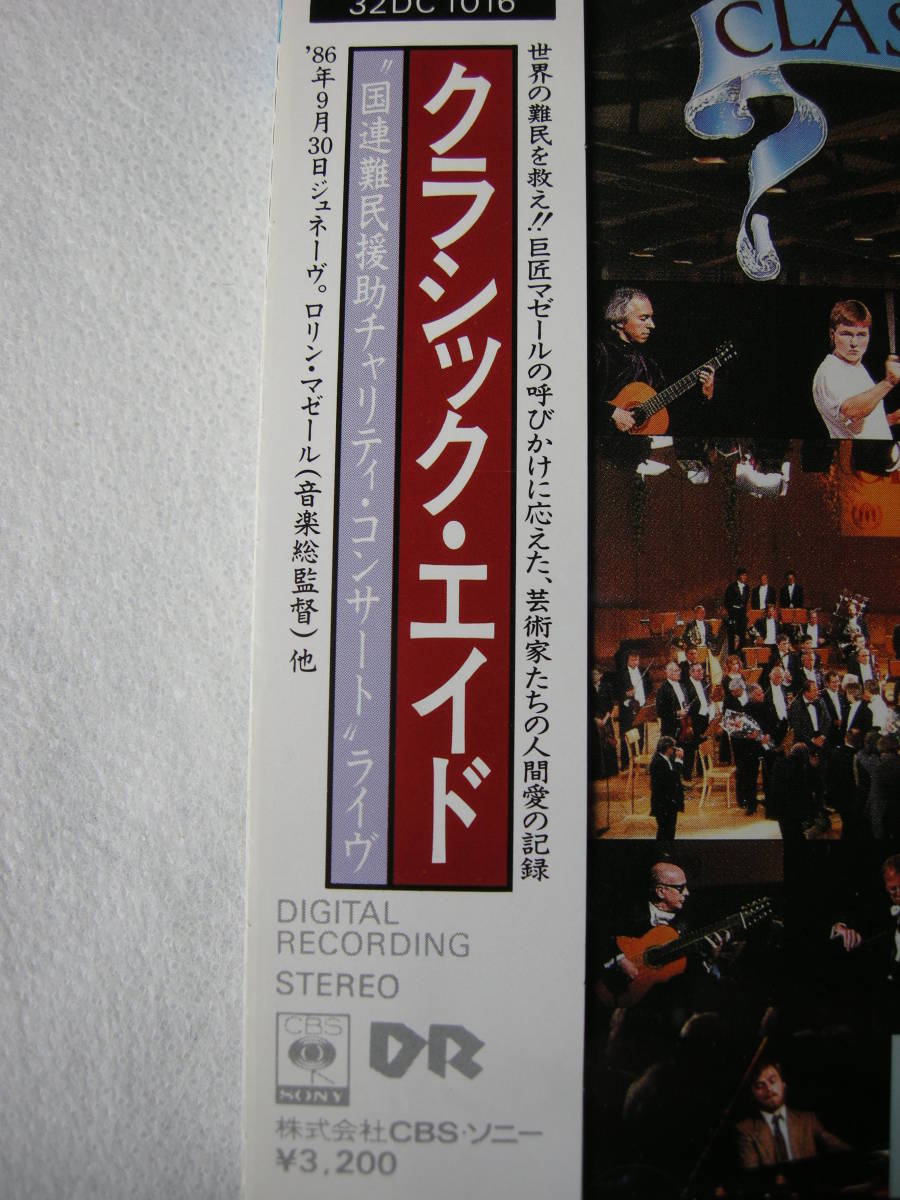 32DC 1016
世界の難民を救え!!巨匠マゼールの呼びかけに応えた、芸術家たちの人間愛の記録
クラシック・エイド
〝国連難民援助チャリティ・コンサート〟ライヴ
'86年9月30日ジュネーヴ。ロリン・マゼール(音楽総監督)他
DIGITAL
RECORDING
STEREO
CBS
SONY
DR
株式会社CBS・ソニー
¥3,200
CLAS